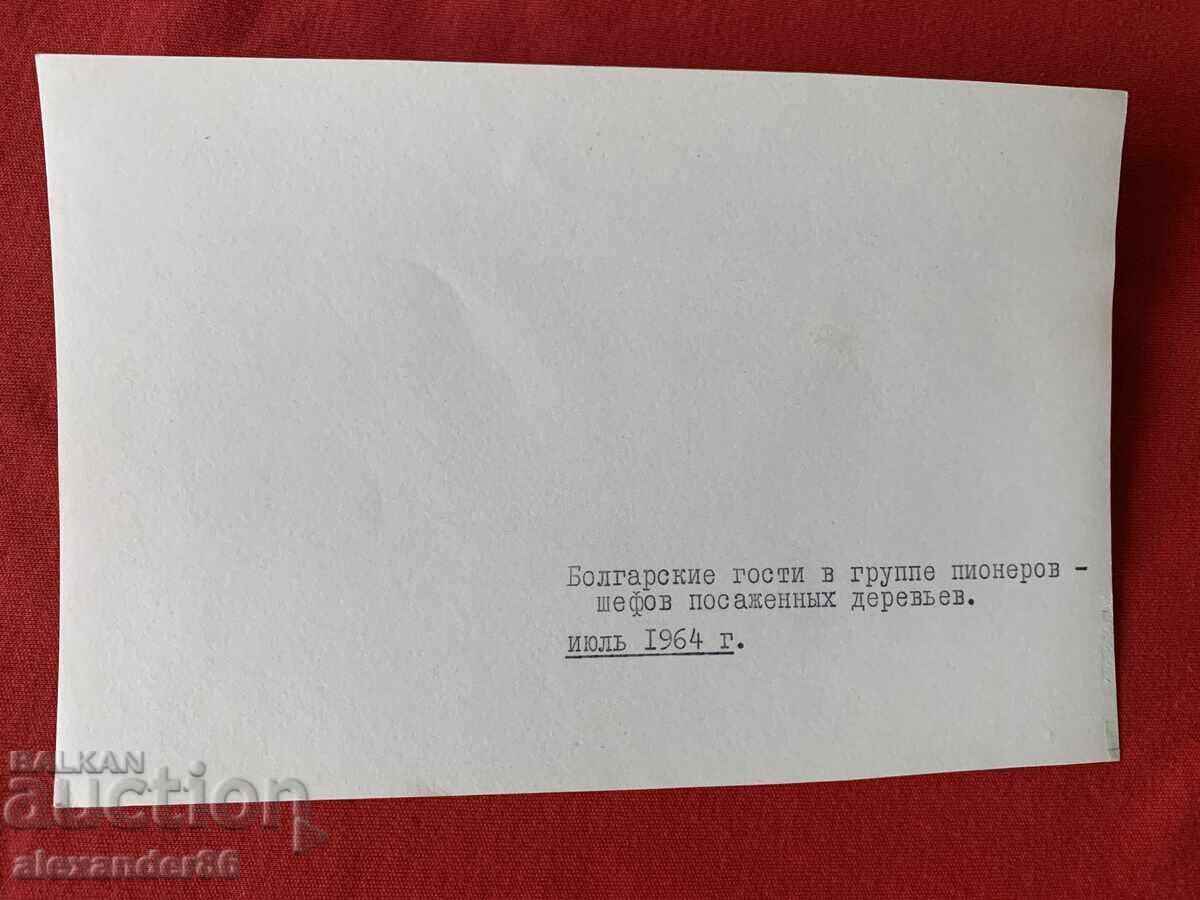 Болгарские гости в группе пионеров -
шефов посаженных деревьев.
июль 1964 г.
BALKAN
auction
alexander86